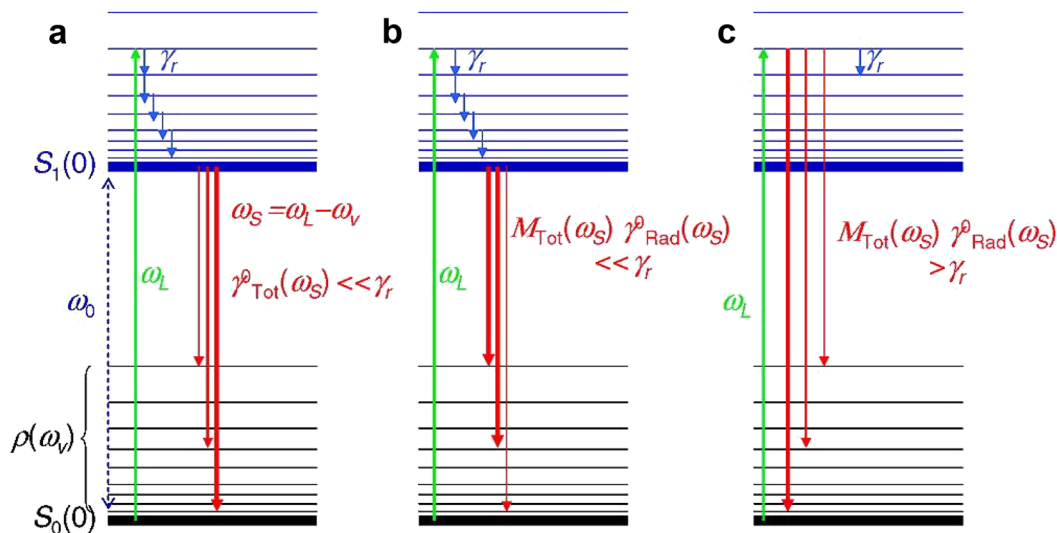 a
γr
S1(0)
ωS=ωL−ωv
γ⁰Tot(ωS)<<γr
ωL
ω0
ρ(ωv)
S0(0)
b
γr
MTot(ωS) γ⁰Rad(ωS)
<<γr
ωL
c
γr
MTot(ωS) γ⁰Rad(ωS)
>γr
ωL